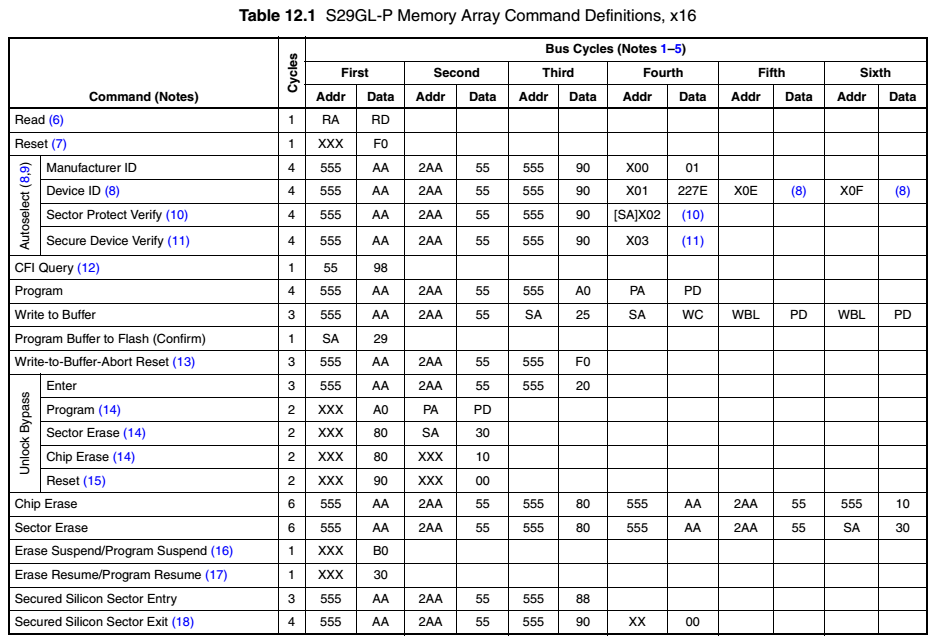 Table 12.1 S29GL-P Memory Array Command Definitions, x16
Command (Notes) Cycles Bus Cycles (Notes 1–5)
First Second Third Fourth Fifth Sixth
Addr Data Addr Data Addr Data Addr Data Addr Data Addr Data
Read (6) 1 RA RD
Reset (7) 1 XXX F0
Autoselect (8,9)
Manufacturer ID 4 555 AA 2AA 55 555 90 X00 01
Device ID (8) 4 555 AA 2AA 55 555 90 X01 227E X0E (8) X0F (8)
Sector Protect Verify (10) 4 555 AA 2AA 55 555 90 [SA]X02 (10)
Secure Device Verify (11) 4 555 AA 2AA 55 555 90 X03 (11)
CFI Query (12) 1 55 98
Program 4 555 AA 2AA 55 555 A0 PA PD
Write to Buffer 3 555 AA 2AA 55 SA 25 SA WC WBL PD WBL PD
Program Buffer to Flash (Confirm) 1 SA 29
Write-to-Buffer-Abort Reset (13) 3 555 AA 2AA 55 555 F0
Unlock Bypass
Enter 3 555 AA 2AA 55 555 20
Program (14) 2 XXX A0 PA PD
Sector Erase (14) 2 XXX 80 SA 30
Chip Erase (14) 2 XXX 80 XXX 10
Reset (15) 2 XXX 90 XXX 00
Chip Erase 6 555 AA 2AA 55 555 80 555 AA 2AA 55 555 10
Sector Erase 6 555 AA 2AA 55 555 80 555 AA 2AA 55 SA 30
Erase Suspend/Program Suspend (16) 1 XXX B0
Erase Resume/Program Resume (17) 1 XXX 30
Secured Silicon Sector Entry 3 555 AA 2AA 55 555 88
Secured Silicon Sector Exit (18) 4 555 AA 2AA 55 555 90 XX 00